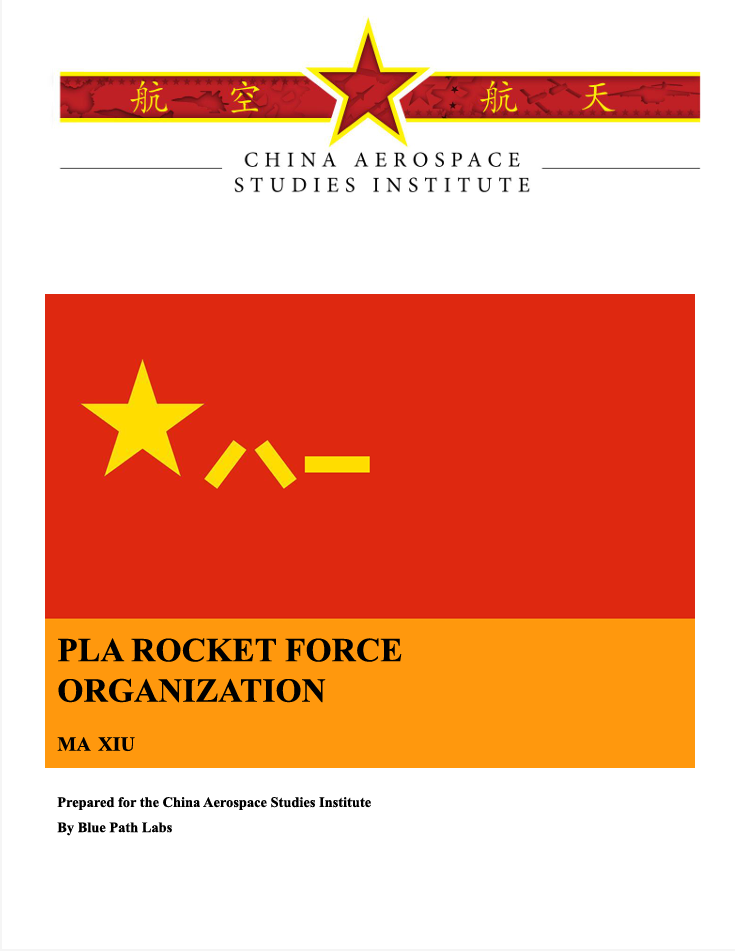 航 空 航 天
CHINA AEROSPACE
STUDIES INSTITUTE
八一
PLA ROCKET FORCE
ORGANIZATION
MA XIU
Prepared for the China Aerospace Studies Institute
By Blue Path Labs